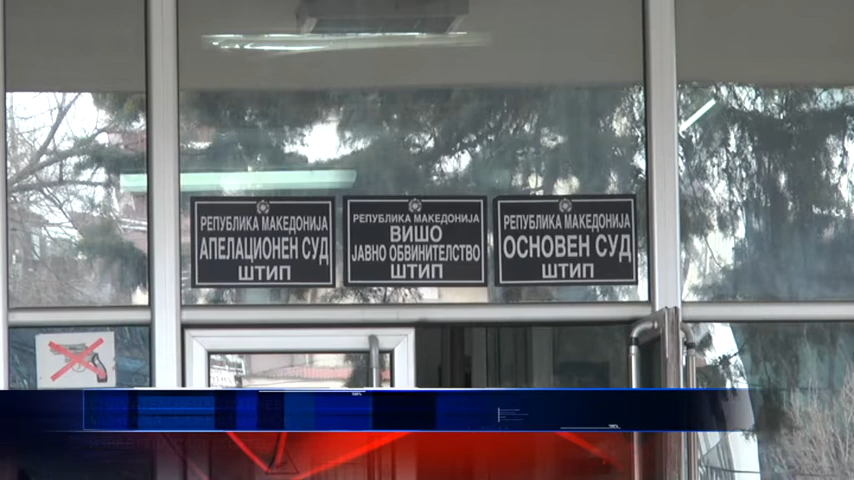 РЕПУБЛИКА МАКЕДОНИЈА
АПЕЛАЦИОНЕН СУД
ШТИП
РЕПУБЛИКА МАКЕДОНИЈА
ВИШО
ЈАВНО ОБВИНИТЕЛСТВО
ШТИП
РЕПУБЛИКА МАКЕДОНИЈА
ОСНОВЕН СУД
ШТИП